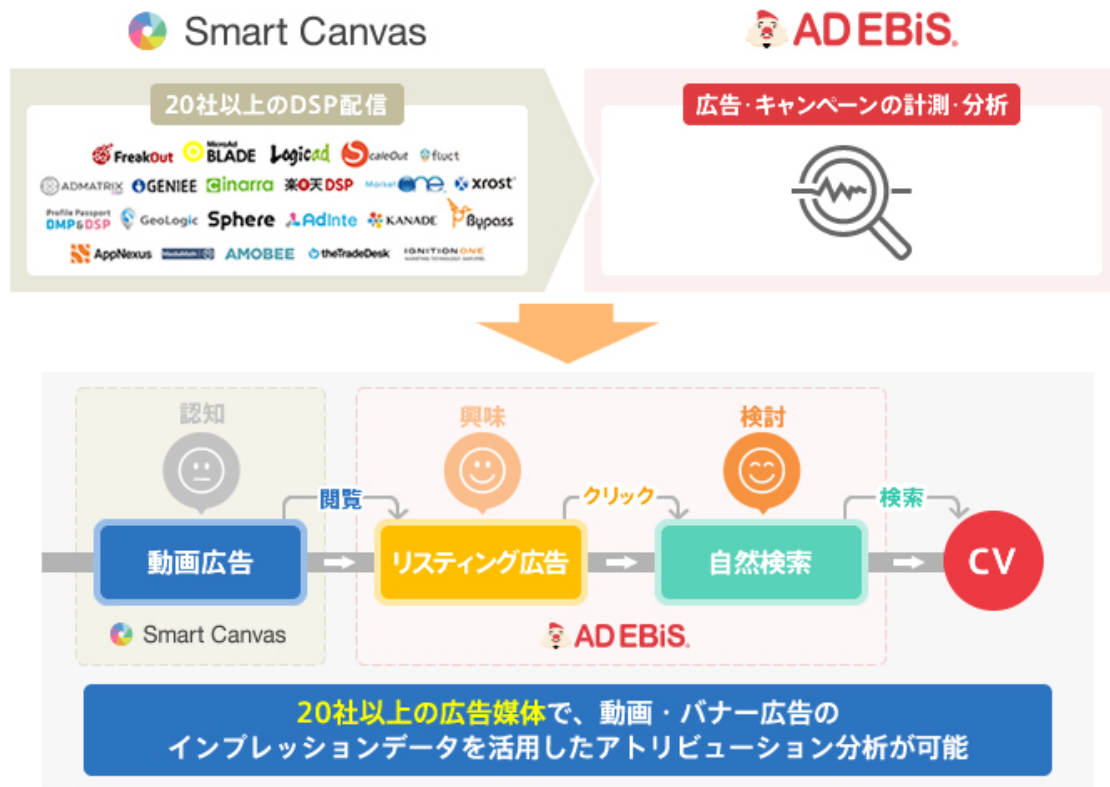 Smart Canvas
AD EBiS.
20社以上のDSP配信
広告・キャンペーンの計測・分析
FreakOut MicroAd BLADE Logicad ScaleOut fluct
ADMATRIX GENIEE Cinarra 楽天DSP Market One xrost
Profile Passport DMP&DSP GeoLogic Sphere AdInte KANADE Bypass
AppNexus MediaMath AMOBEE theTradeDesk IGNITIONONE
認知
興味
検討
閲覧
クリック
検索
動画広告
リスティング広告
自然検索
CV
Smart Canvas
AD EBiS.
20社以上の広告媒体で、動画・バナー広告の
インプレッションデータを活用したアトリビューション分析が可能